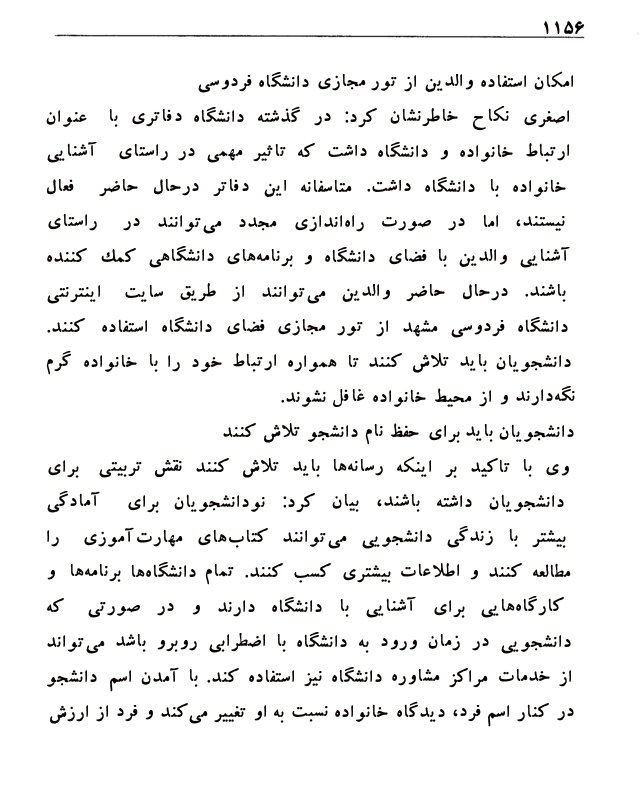 ۱۱۵۶
امکان استفاده والدین از تور مجازی دانشگاه فردوسی
اصغری نکاح خاطرنشان کرد: در گذشته دانشگاه دفاتری با عنوان
ارتباط خانواده و دانشگاه داشت که تاثیر مهمی در راستای آشنایی
خانواده با دانشگاه داشت. متاسفانه این دفاتر درحال حاضر فعال
نیستند، اما در صورت راه‌اندازی مجدد می‌توانند در راستای
آشنایی والدین با فضای دانشگاه و برنامه‌های دانشگاهی کمك کننده
باشند. درحال حاضر والدین می‌توانند از طریق سایت اینترنتی
دانشگاه فردوسی مشهد از تور مجازی فضای دانشگاه استفاده کنند.
دانشجویان باید تلاش کنند تا همواره ارتباط خود را با خانواده گرم
نگه‌دارند و از محیط خانواده غافل نشوند.
دانشجویان باید برای حفظ نام دانشجو تلاش کنند
وی با تاکید بر اینکه رسانه‌ها باید تلاش کنند نقش تربیتی برای
دانشجویان داشته باشند، بیان کرد: نودانشجویان برای آمادگی
بیشتر با زندگی دانشجویی می‌توانند کتاب‌های مهارت‌آموزی را
مطالعه کنند و اطلاعات بیشتری کسب کنند. تمام دانشگاه‌ها برنامه‌ها و
کارگاه‌هایی برای آشنایی با دانشگاه دارند و در صورتی که
دانشجویی در زمان ورود به دانشگاه با اضطرابی روبرو باشد می‌تواند
از خدمات مراکز مشاوره دانشگاه نیز استفاده کند. با آمدن اسم دانشجو
در کنار اسم فرد، دیدگاه خانواده نسبت به او تغییر می‌کند و فرد از ارزش